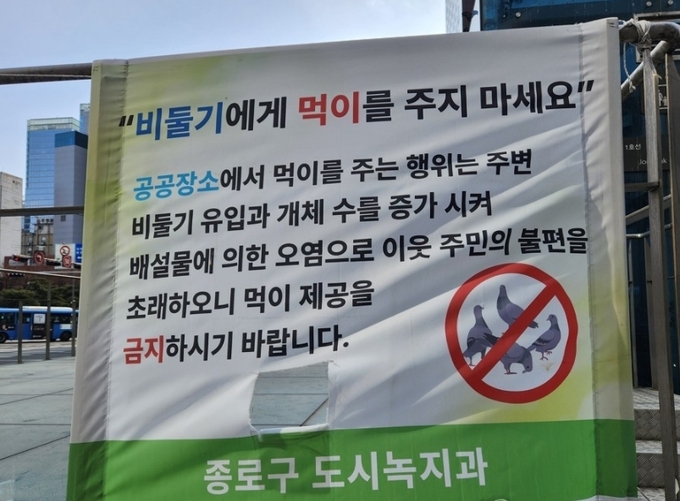 "비둘기에게 먹이를 주지 마세요"
공공장소에서 먹이를 주는 행위는 주변
비둘기 유입과 개체 수를 증가 시켜
배설물에 의한 오염으로 이웃 주민의 불편을
초래하오니 먹이 제공을
금지하시기 바랍니다.
종로구 도시녹지과
1호선